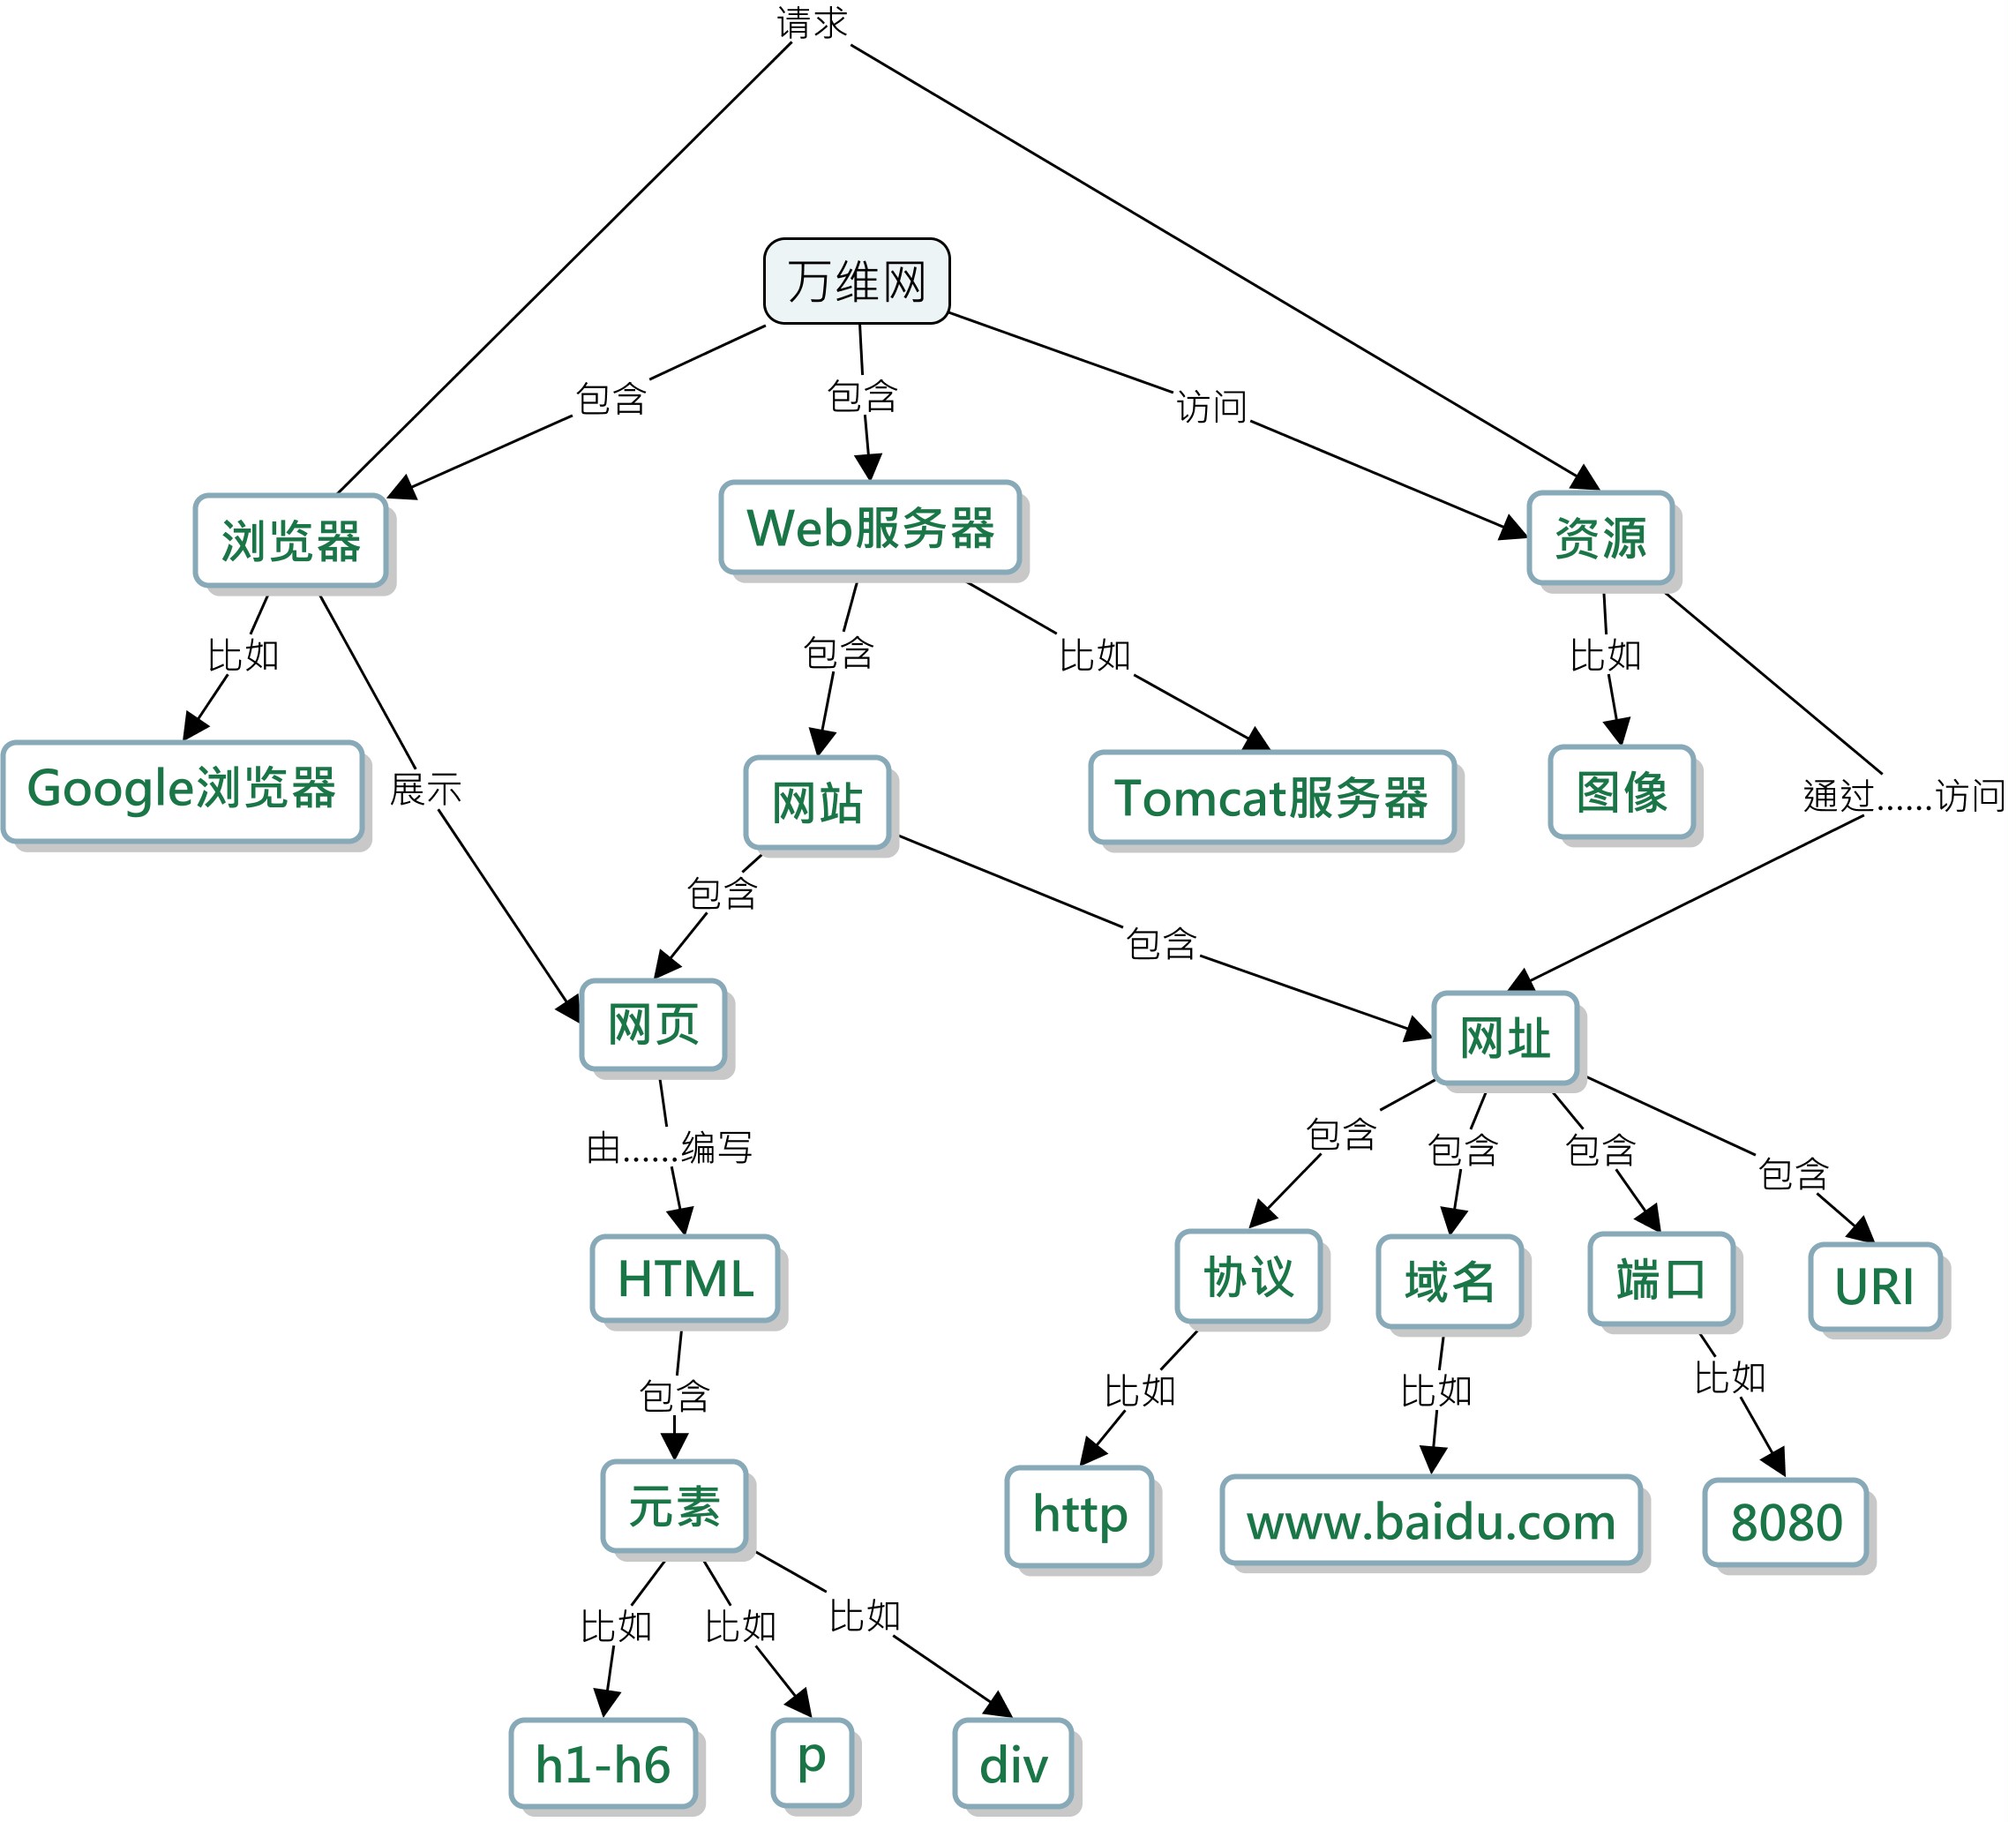 请求
万维网
包含
包含
访问
浏览器
Web服务器
资源
比如
包含
比如
比如
Google浏览器
展示
网站
Tomcat服务器
图像
通过......访问
包含
包含
网页
网址
由......编写
包含
包含
包含
包含
HTML
协议
域名
端口
URI
包含
比如
比如
比如
元素
http
www.baidu.com
8080
比如
比如
比如
h1-h6
p
div